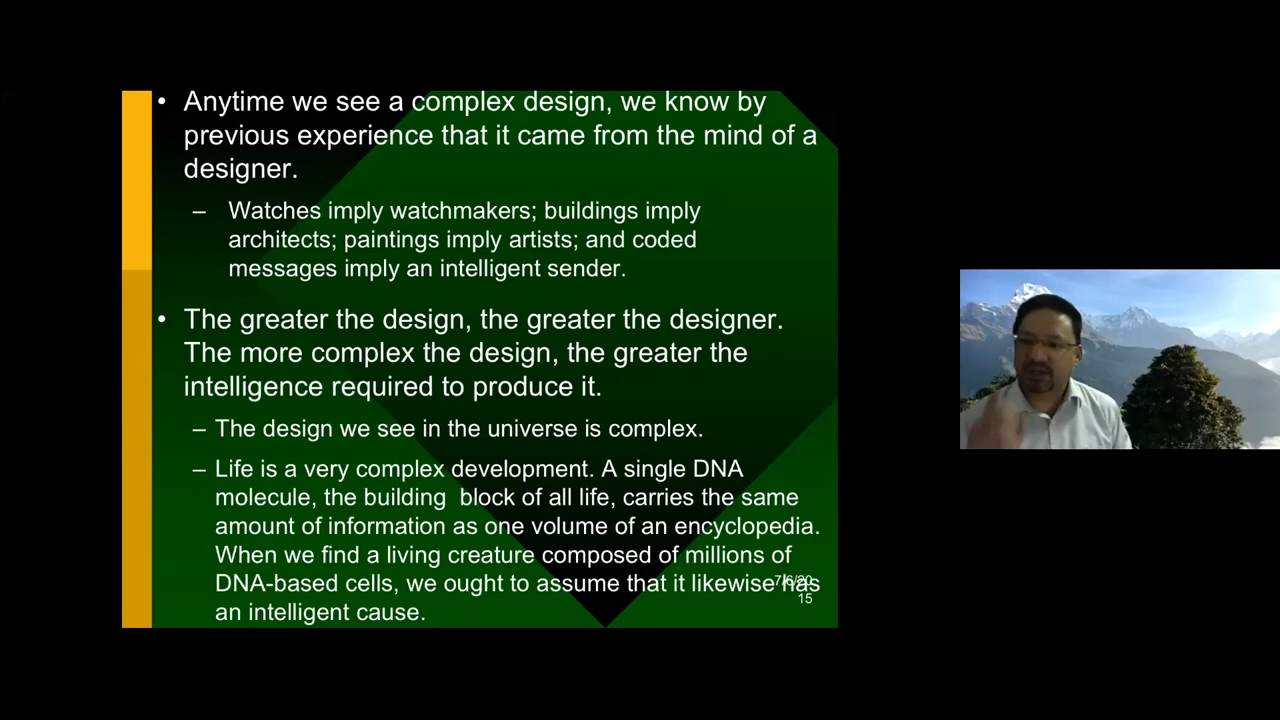 • Anytime we see a complex design, we know by
previous experience that it came from the mind of a
designer.
– Watches imply watchmakers; buildings imply
architects; paintings imply artists; and coded
messages imply an intelligent sender.
• The greater the design, the greater the designer.
The more complex the design, the greater the
intelligence required to produce it.
– The design we see in the universe is complex.
– Life is a very complex development. A single DNA
molecule, the building block of all life, carries the same
amount of information as one volume of an encyclopedia.
When we find a living creature composed of millions of
DNA-based cells, we ought to assume that it likewise has
an intelligent cause.
7/6/20
15